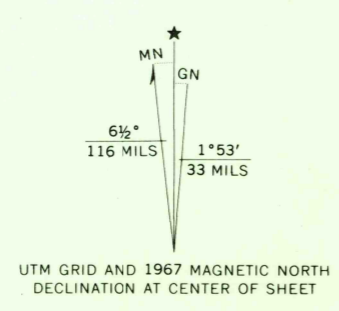 ★
MN
GN
6½°
116 MILS
1°53′
33 MILS
UTM GRID AND 1967 MAGNETIC NORTH
DECLINATION AT CENTER OF SHEET